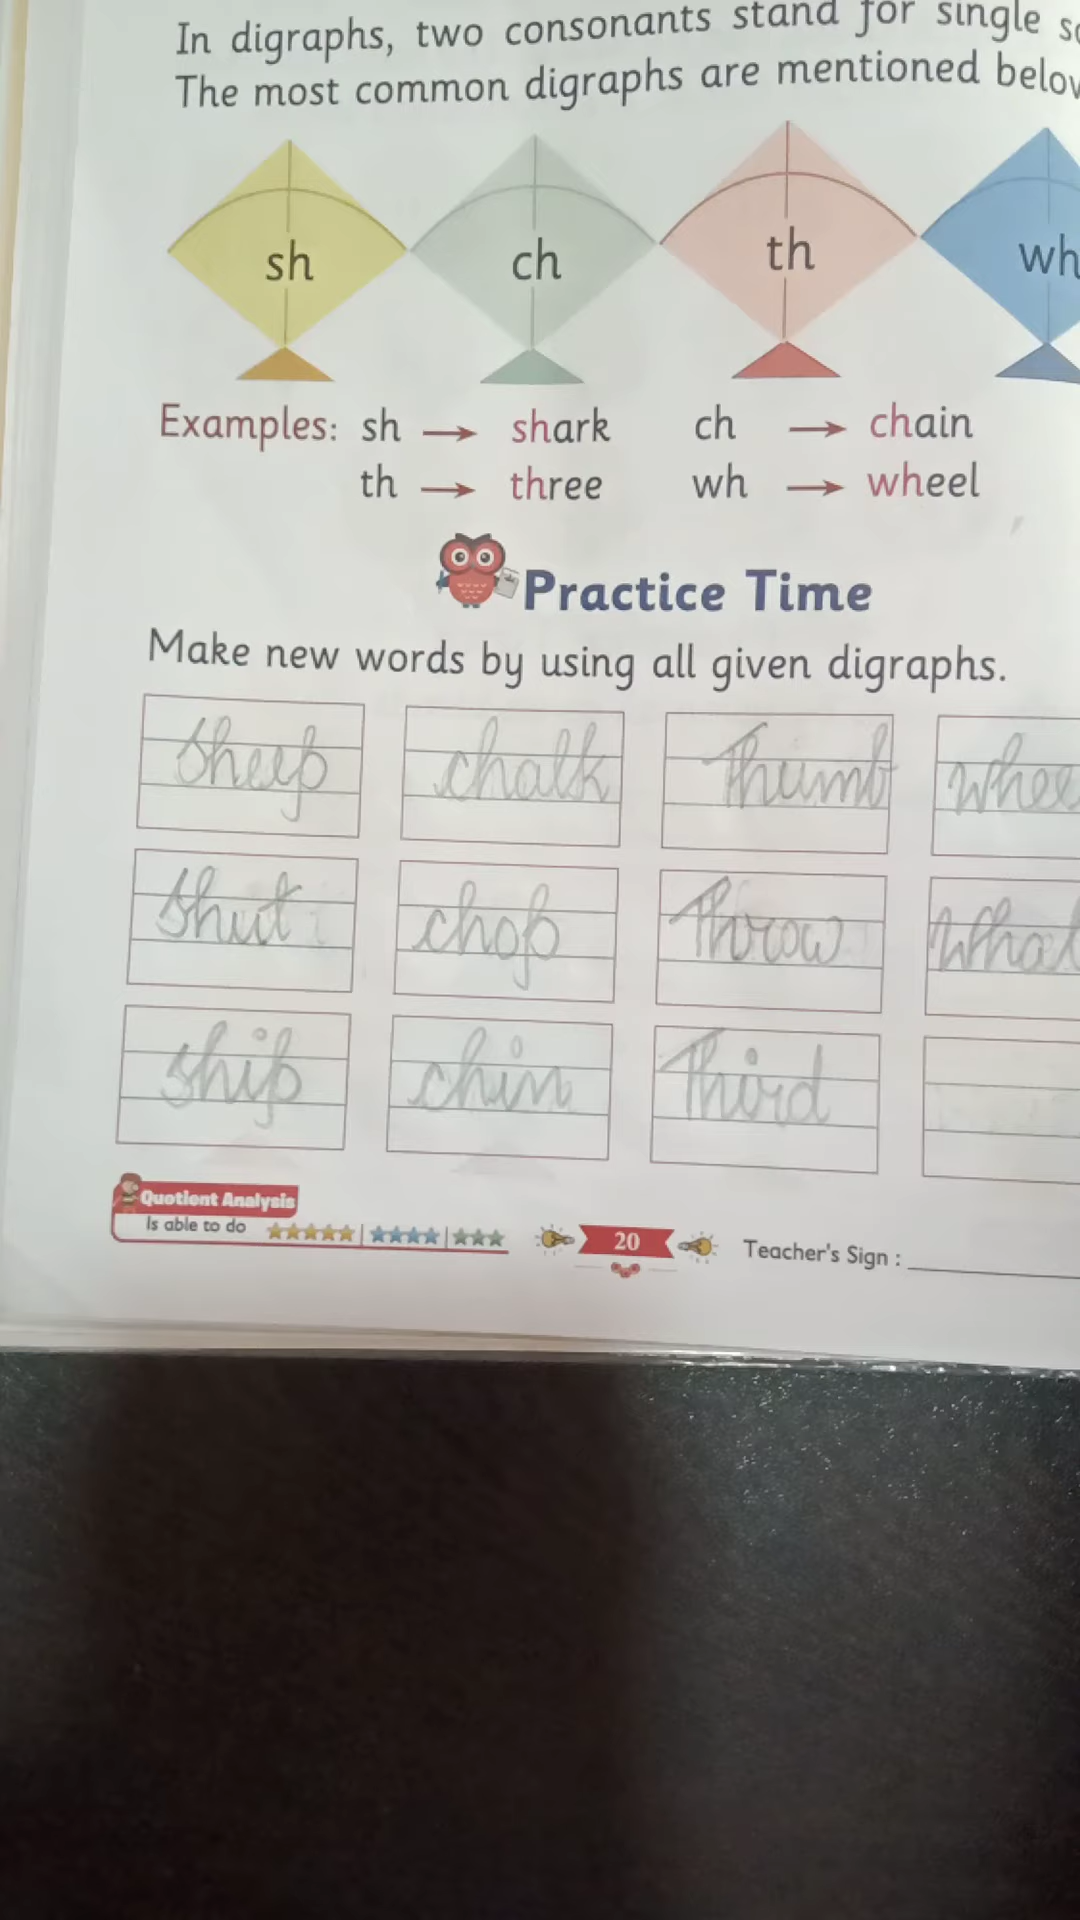 In digraphs, two consonants stand for single
The most common digraphs are mentioned
sh ch th wh
Examples: sh → shark ch → chain
th → three wh → wheel
Practice Time
Make new words by using all given digraphs.
sheep chalk Thumb
shut chop Throw
ship chin Third
Quotient Analysis
Is able to do
20
Teacher's Sign :